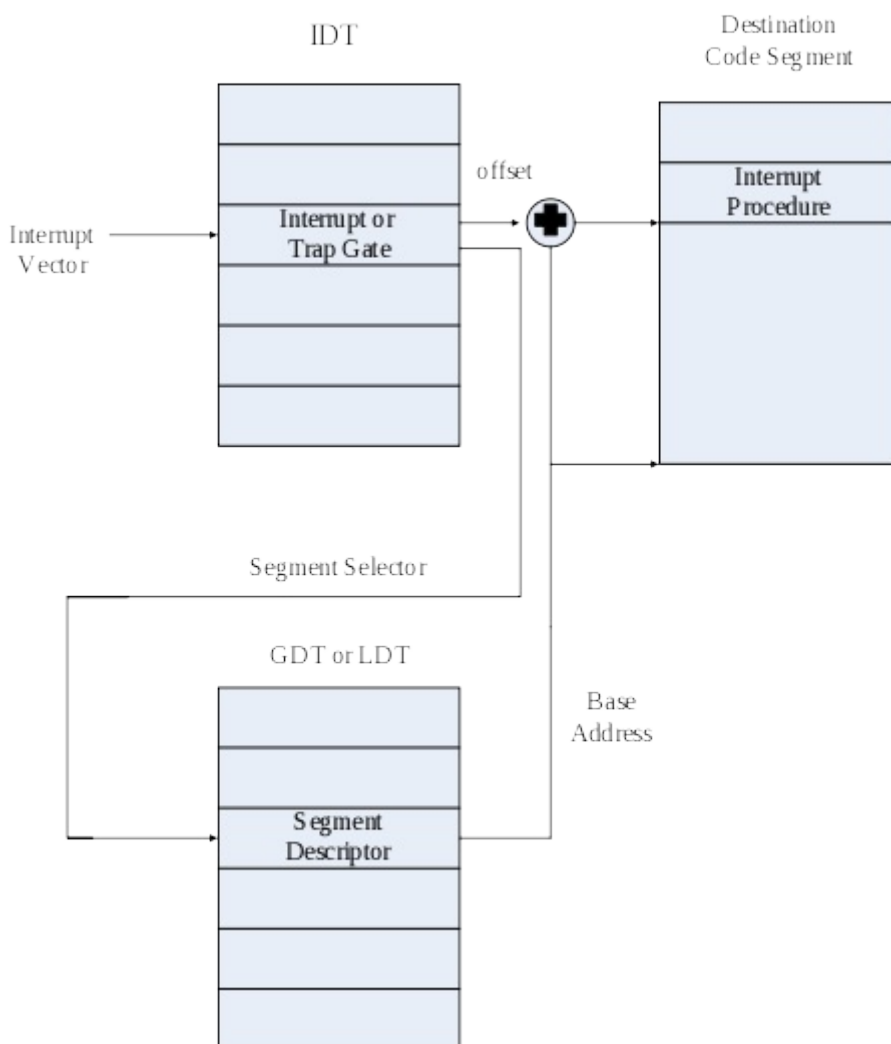 IDT
Destination
Code Segment
offset
Interrupt
Vector
Interrupt or
Trap Gate
Interrupt
Procedure
Segment Selector
GDT or LDT
Base
Address
Segment
Descriptor